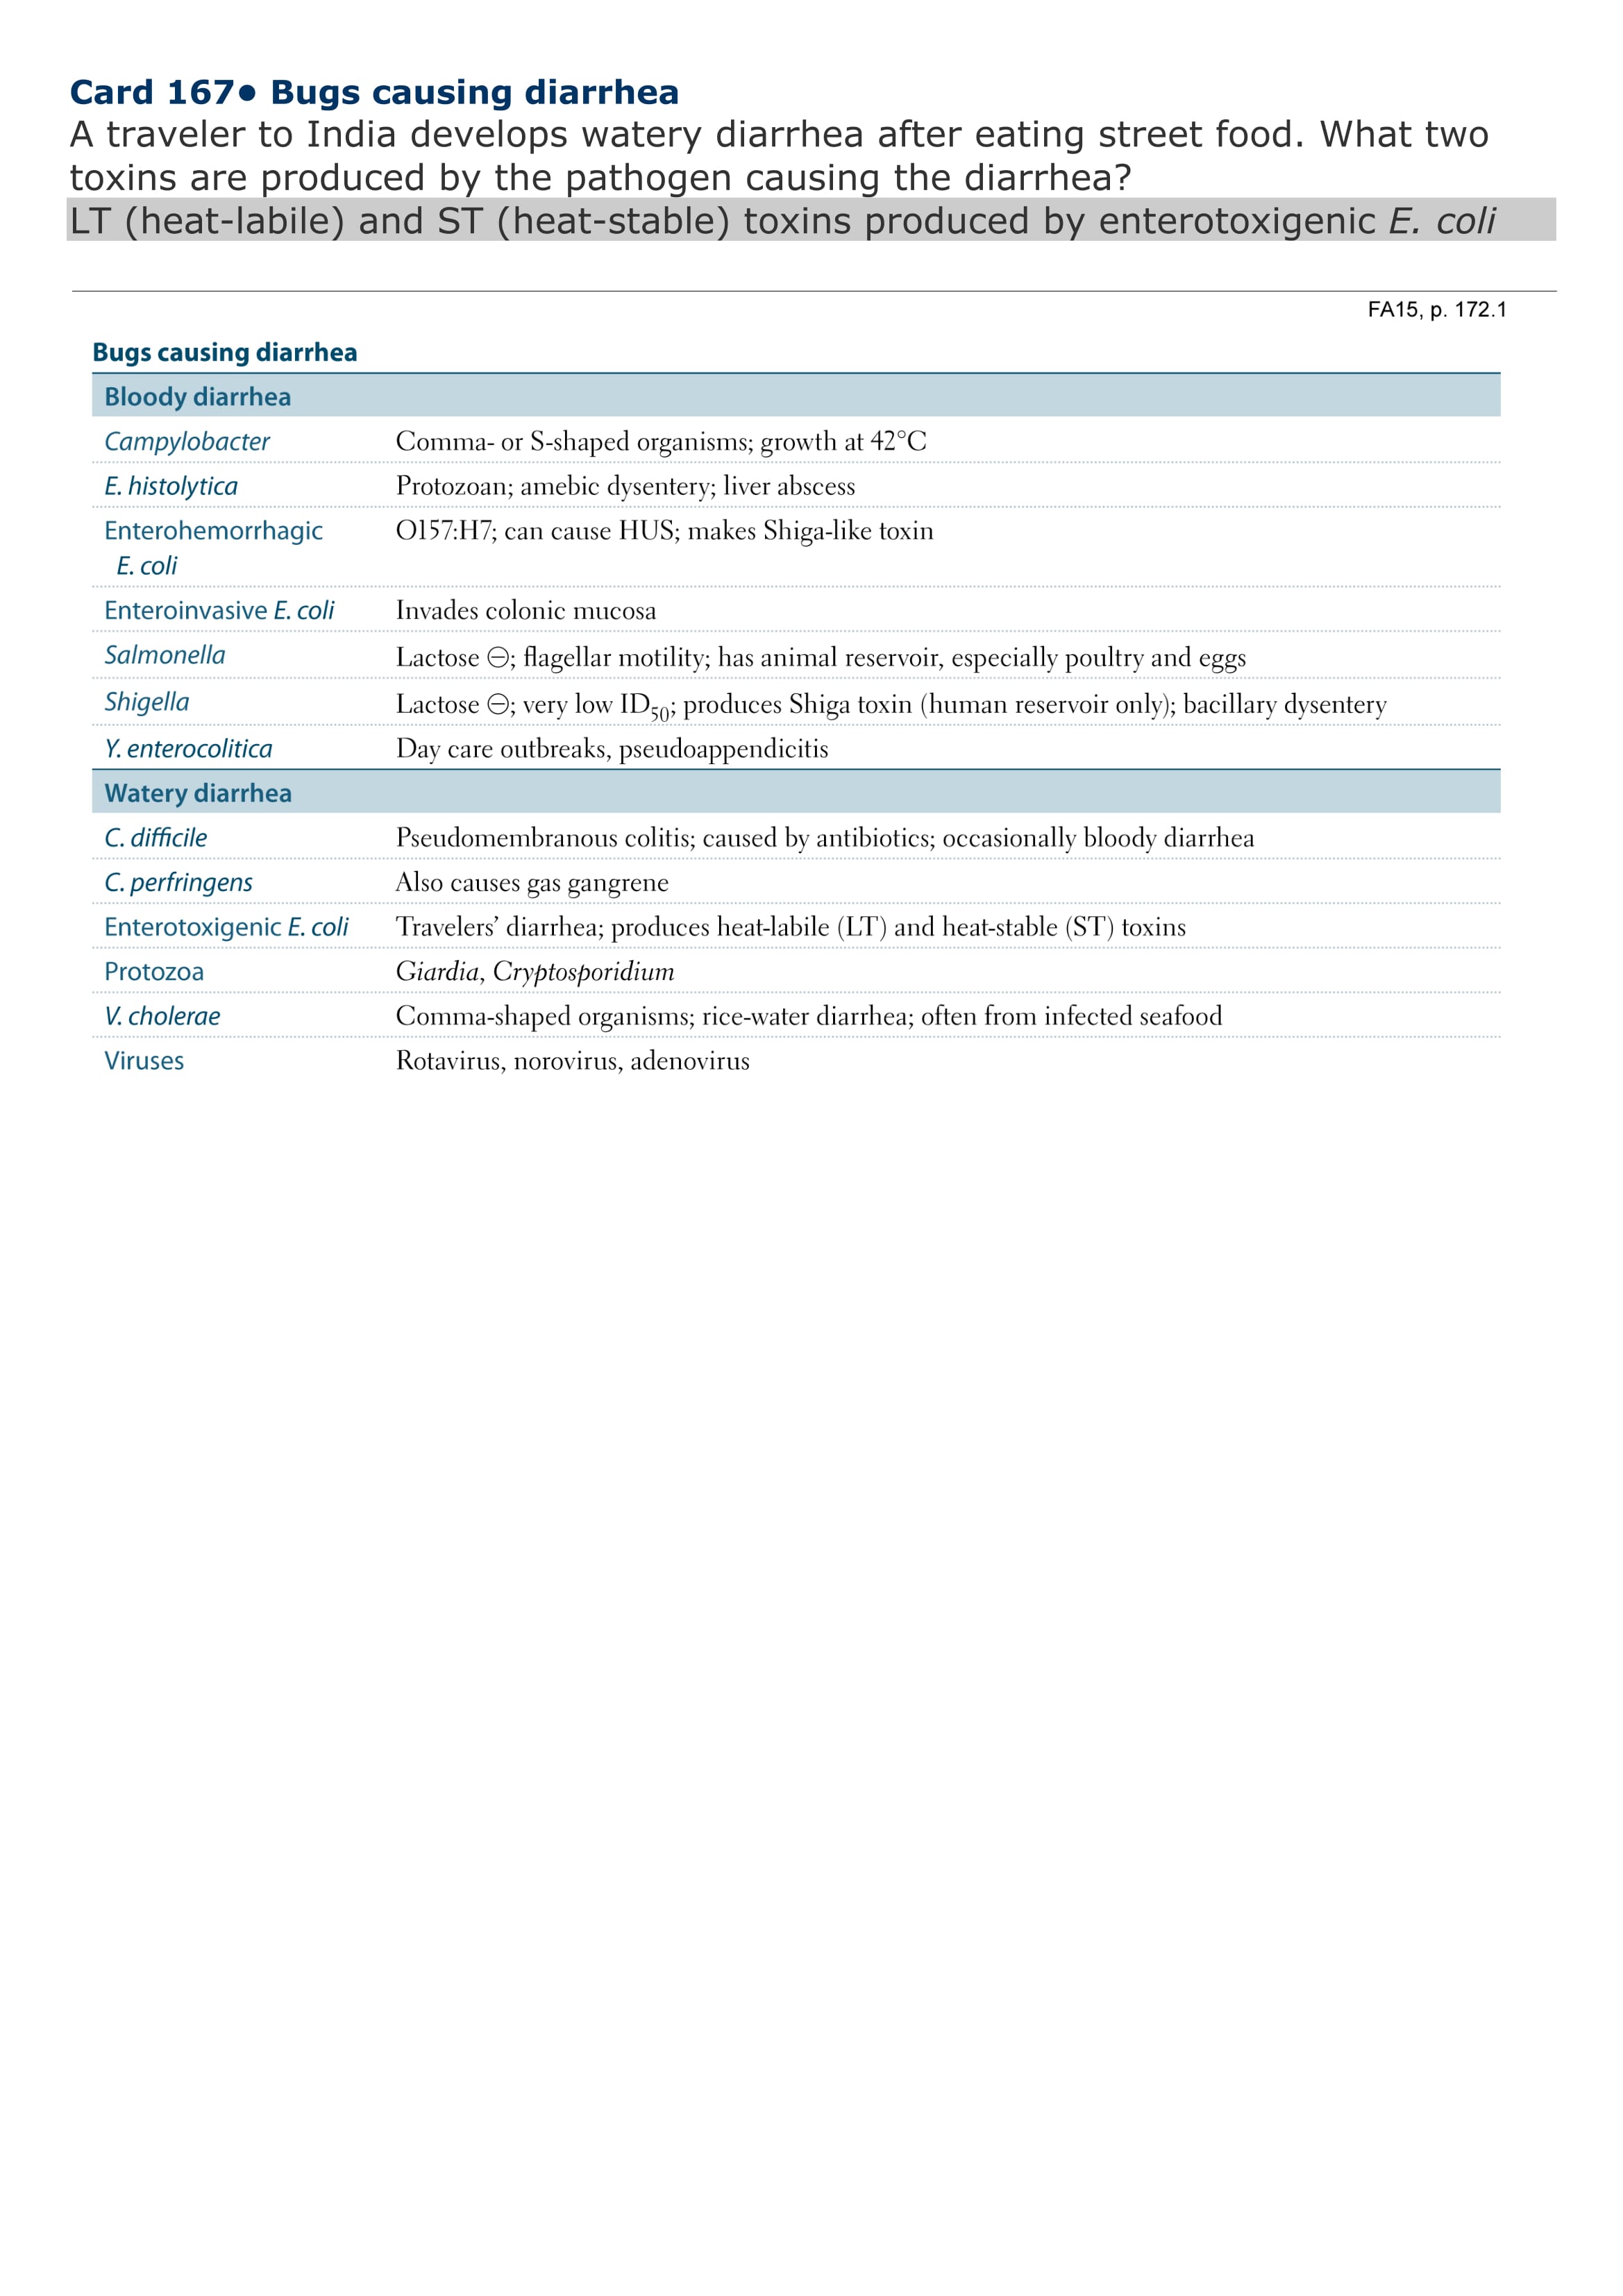 Card 167● Bugs causing diarrhea
A traveler to India develops watery diarrhea after eating street food. What two
toxins are produced by the pathogen causing the diarrhea?
LT (heat-labile) and ST (heat-stable) toxins produced by enterotoxigenic E. coli
FA15, p. 172.1
Bugs causing diarrhea
Bloody diarrhea
Campylobacter Comma- or S-shaped organisms; growth at 42°C
E. histolytica Protozoan; amebic dysentery; liver abscess
Enterohemorrhagic O157:H7; can cause HUS; makes Shiga-like toxin
E. coli
Enteroinvasive E. coli Invades colonic mucosa
Salmonella Lactose ⊖; flagellar motility; has animal reservoir, especially poultry and eggs
Shigella Lactose ⊖; very low ID50; produces Shiga toxin (human reservoir only); bacillary dysentery
Y. enterocolitica Day care outbreaks, pseudoappendicitis
Watery diarrhea
C. difficile Pseudomembranous colitis; caused by antibiotics; occasionally bloody diarrhea
C. perfringens Also causes gas gangrene
Enterotoxigenic E. coli Travelers’ diarrhea; produces heat-labile (LT) and heat-stable (ST) toxins
Protozoa Giardia, Cryptosporidium
V. cholerae Comma-shaped organisms; rice-water diarrhea; often from infected seafood
Viruses Rotavirus, norovirus, adenovirus